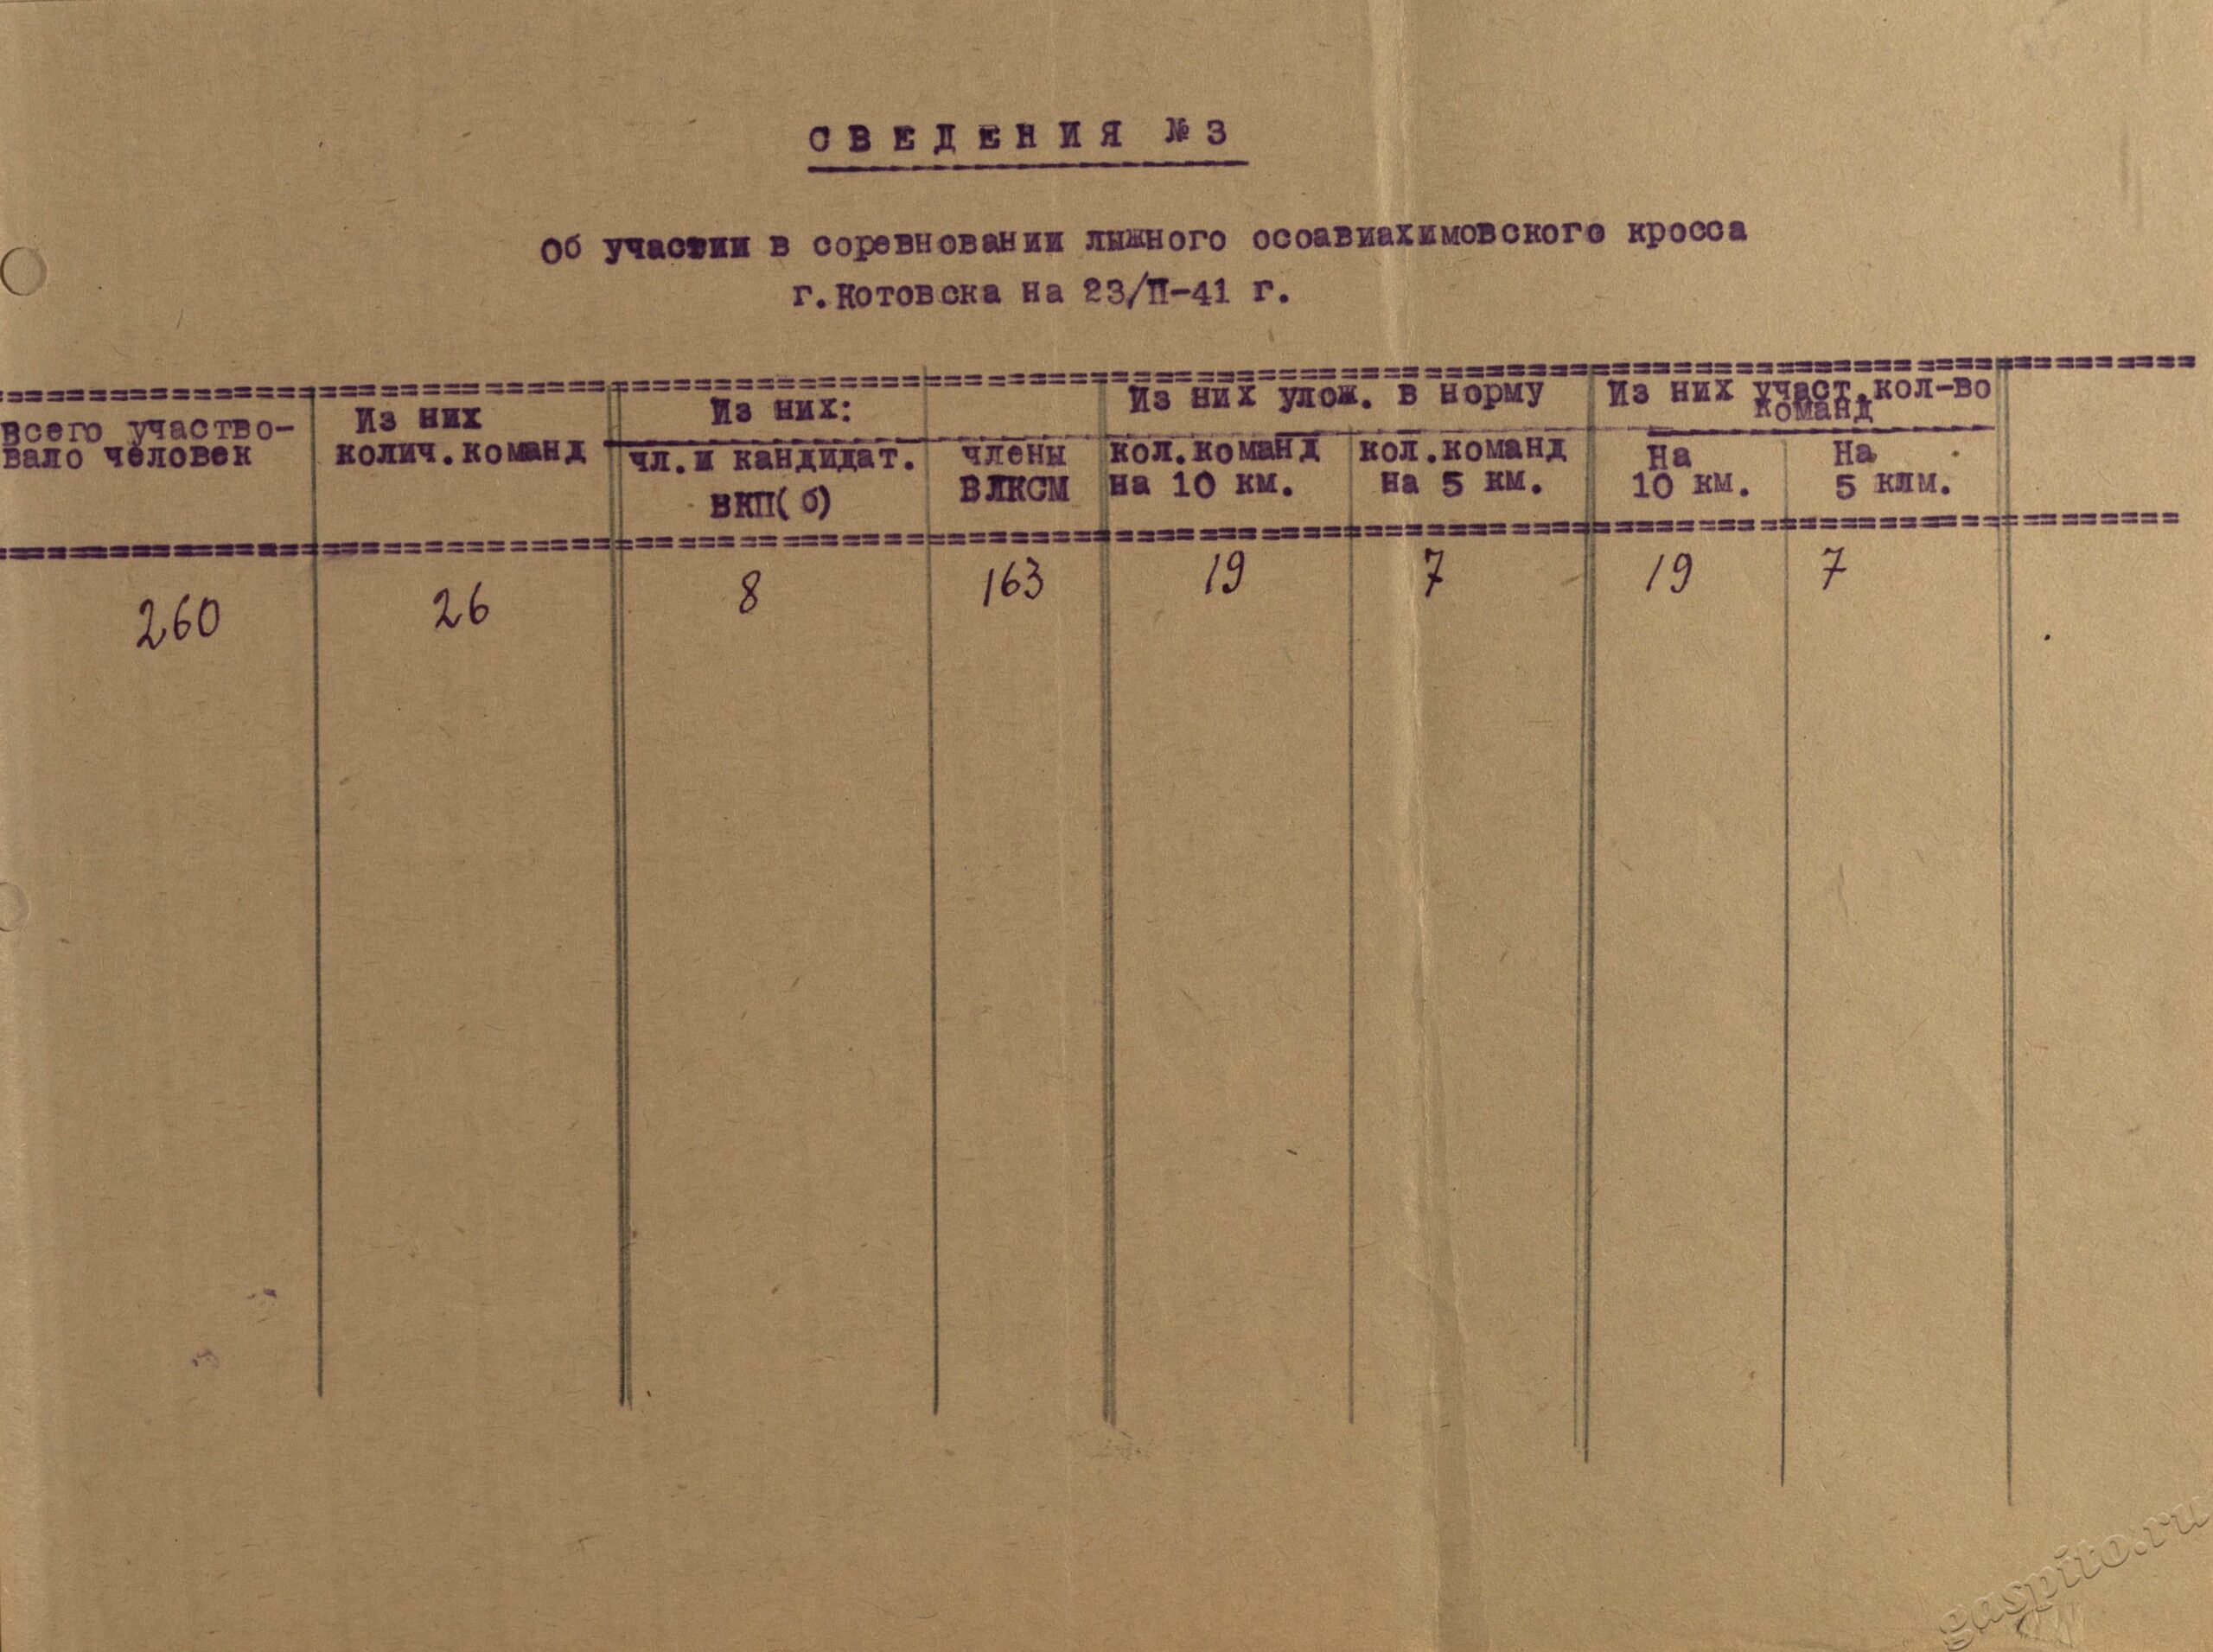 СВЕДЕНИЯ №3
Об участии в соревновании лыжного осоавиахимовского кросса
г.Котовска на 23/II-41 г.
Всего участво-
вало человек
Из них
колич.команд
Из них:
чл.и кандидат.
ВКП(б)
члены
ВЛКСМ
Из них улож. в норму
кол.команд
на 10 км.
кол.команд
на 5 км.
Из них участ.кол-во
команд
На
10 км.
На
5 клм.
260 26 8 163 19 7 19 7
gaspito.ru